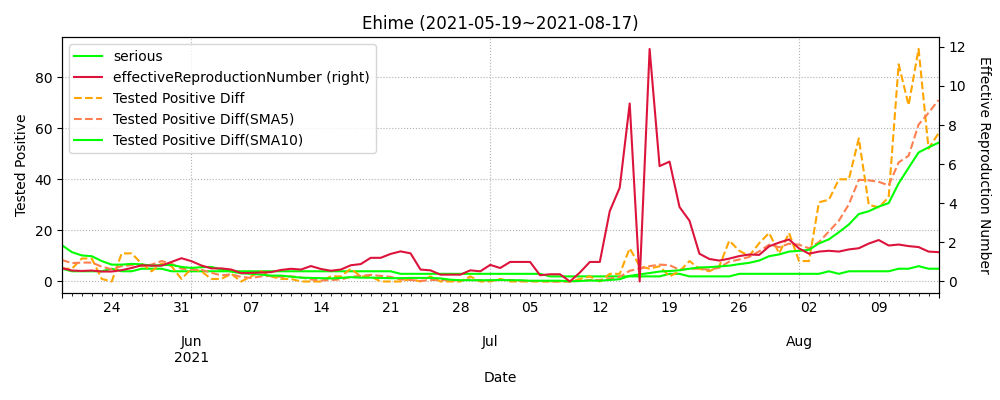 Ehime (2021-05-19~2021-08-17)
serious
effectiveReproductionNumber (right)
Tested Positive Diff
Tested Positive Diff(SMA5)
Tested Positive Diff(SMA10)
Tested Positive
80
60
40
20
0
Effective Reproduction Number
12
10
8
6
4
2
0
24 31 07 14 21 28 05 12 19 26 02 09
Jun Jul Aug
2021
Date